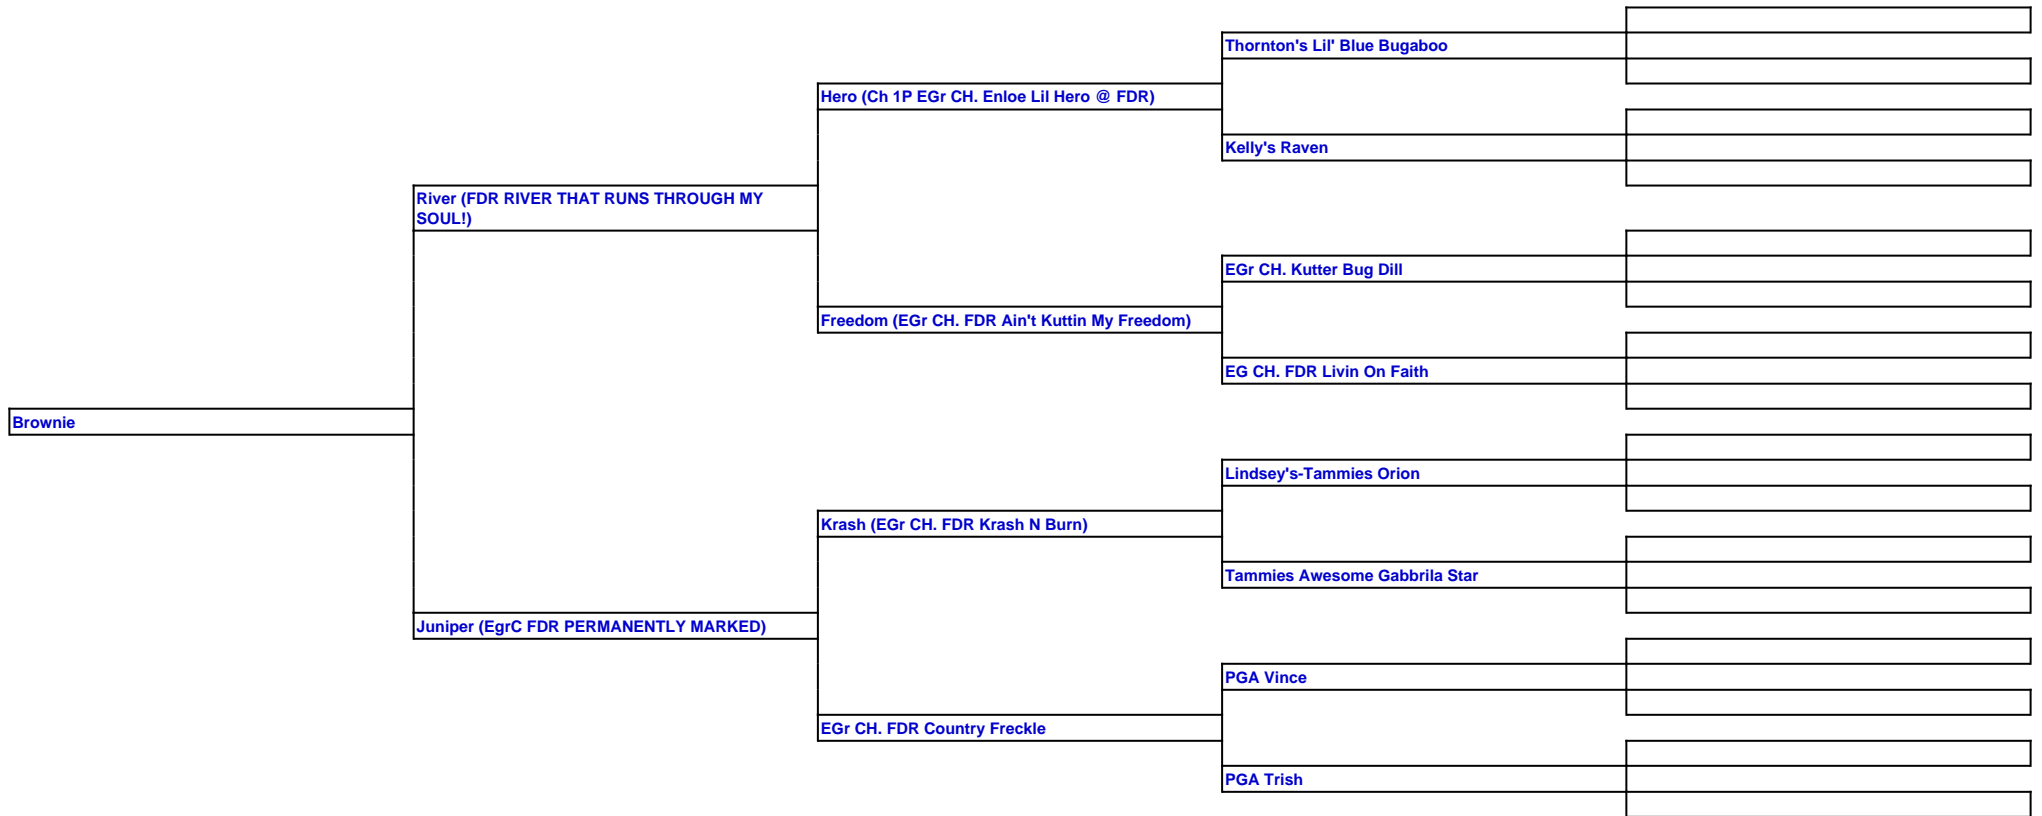 Thornton's Lil' Blue Bugaboo
Hero (Ch 1P EGr CH. Enloe Lil Hero @ FDR)
Kelly's Raven
River (FDR RIVER THAT RUNS THROUGH MY
SOUL!)
EGr CH. Kutter Bug Dill
Freedom (EGr CH. FDR Ain't Kuttin My Freedom)
EG CH. FDR Livin On Faith
Brownie
Lindsey's-Tammies Orion
Krash (EGr CH. FDR Krash N Burn)
Tammies Awesome Gabbrila Star
Juniper (EgrC FDR PERMANENTLY MARKED)
PGA Vince
EGr CH. FDR Country Freckle
PGA Trish